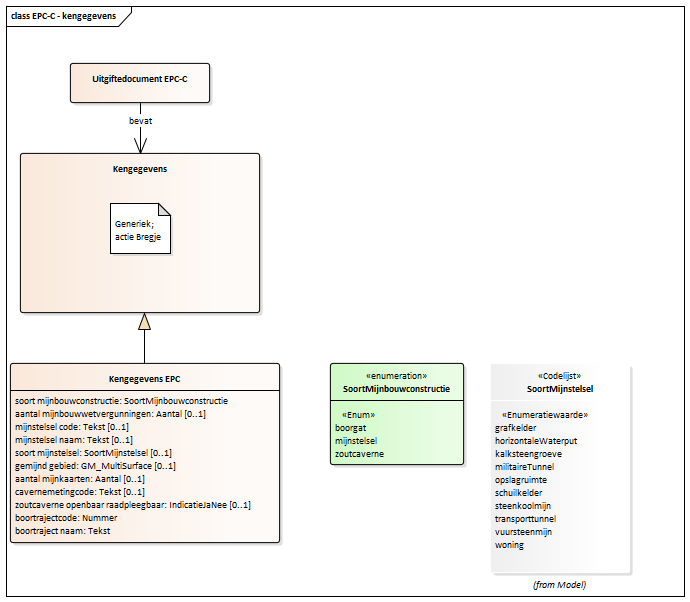 class EPC-C - kengegevens
Uitgiftedocument EPC-C
bevat
Kengegevens
Generiek;
actie Bregje
Kengegevens EPC
soort mijnbouwconstructie: SoortMijnbouwconstructie
aantal mijnbouwwetvergunningen: Aantal [0..1]
mijnstelsel code: Tekst [0..1]
mijnstelsel naam: Tekst [0..1]
soort mijnstelsel: SoortMijnstelsel [0..1]
gemijnd gebied: GM_MultiSurface [0..1]
aantal mijnkaarten: Aantal [0..1]
cavernemetingcode: Tekst [0..1]
zoutcaverne openbaar raadpleegbaar: IndicatieJaNee [0..1]
boortrajectcode: Nummer
boortraject naam: Tekst
«enumeration»
SoortMijnbouwconstructie
«Enum»
boorgat
mijnstelsel
zoutcaverne
«Codelijst»
SoortMijnstelsel
«Enumeratiewaarde»
grafkelder
horizontaleWaterput
kalksteengroeve
militaireTunnel
opslagruimte
schuilkelder
steenkoolmijn
transporttunnel
vuursteenmijn
woning
(from Model)